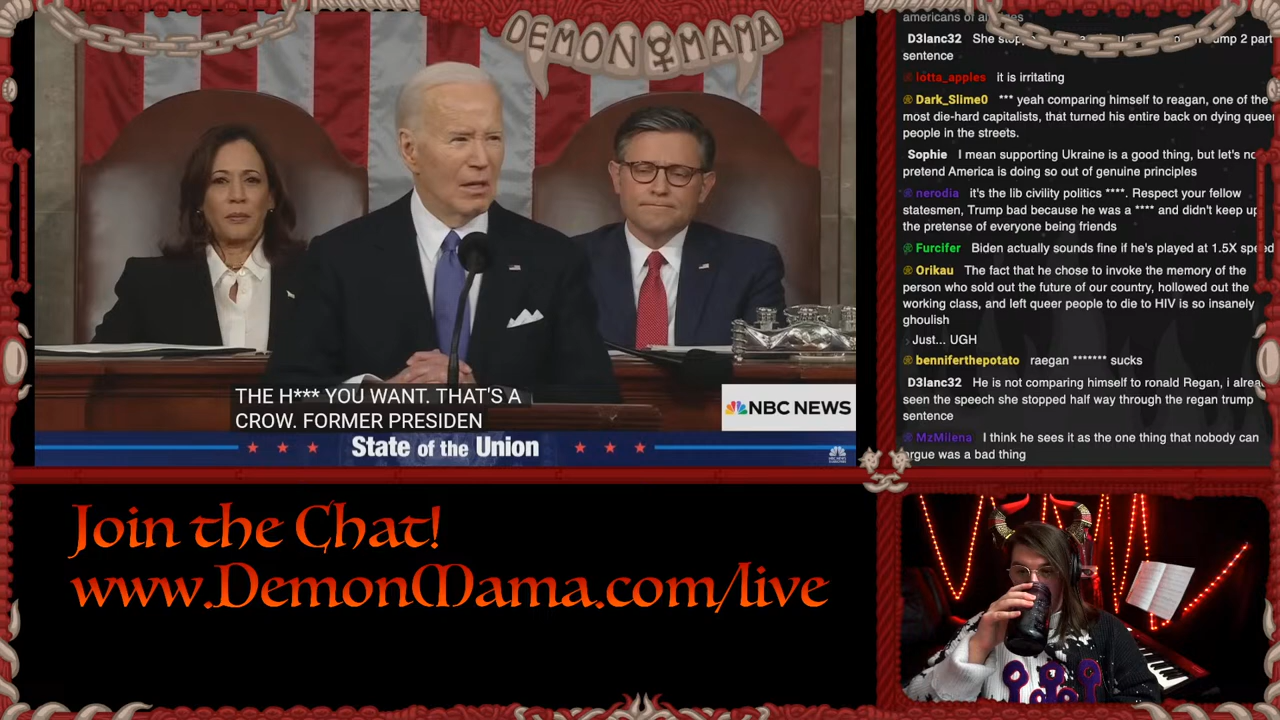 DEMON MAMA
THE H*** YOU WANT. THAT'S A
CROW. FORMER PRESIDEN
NBC NEWS
State of the Union
americans of
D3lanc32 She
sentence
lotta_apples it is irritating
Dark_Slime0 *** yeah comparing himself to reagan, one of the
most die-hard capitalists, that turned his entire back on dying queer
people in the streets.
Sophie I mean supporting Ukraine is a good thing, but let's no
pretend America is doing so out of genuine principles
nerodia it's the lib civility politics ****. Respect your fellow
statesmen, Trump bad because he was a **** and didn't keep up
the pretense of everyone being friends
Furcifer Biden actually sounds fine if he's played at 1.5X speed
Orikau The fact that he chose to invoke the memory of the
person who sold out the future of our country, hollowed out the
working class, and left queer people to die to HIV is so insanely
ghoulish
Just... UGH
benniferthepotato raegan ******* sucks
D3lanc32 He is not comparing himself to ronald Regan, i alrea
seen the speech she stopped half way through the regan trump
sentence
MzMilena I think he sees it as the one thing that nobody can
argue was a bad thing
Join the Chat!
www.DemonMama.com/live